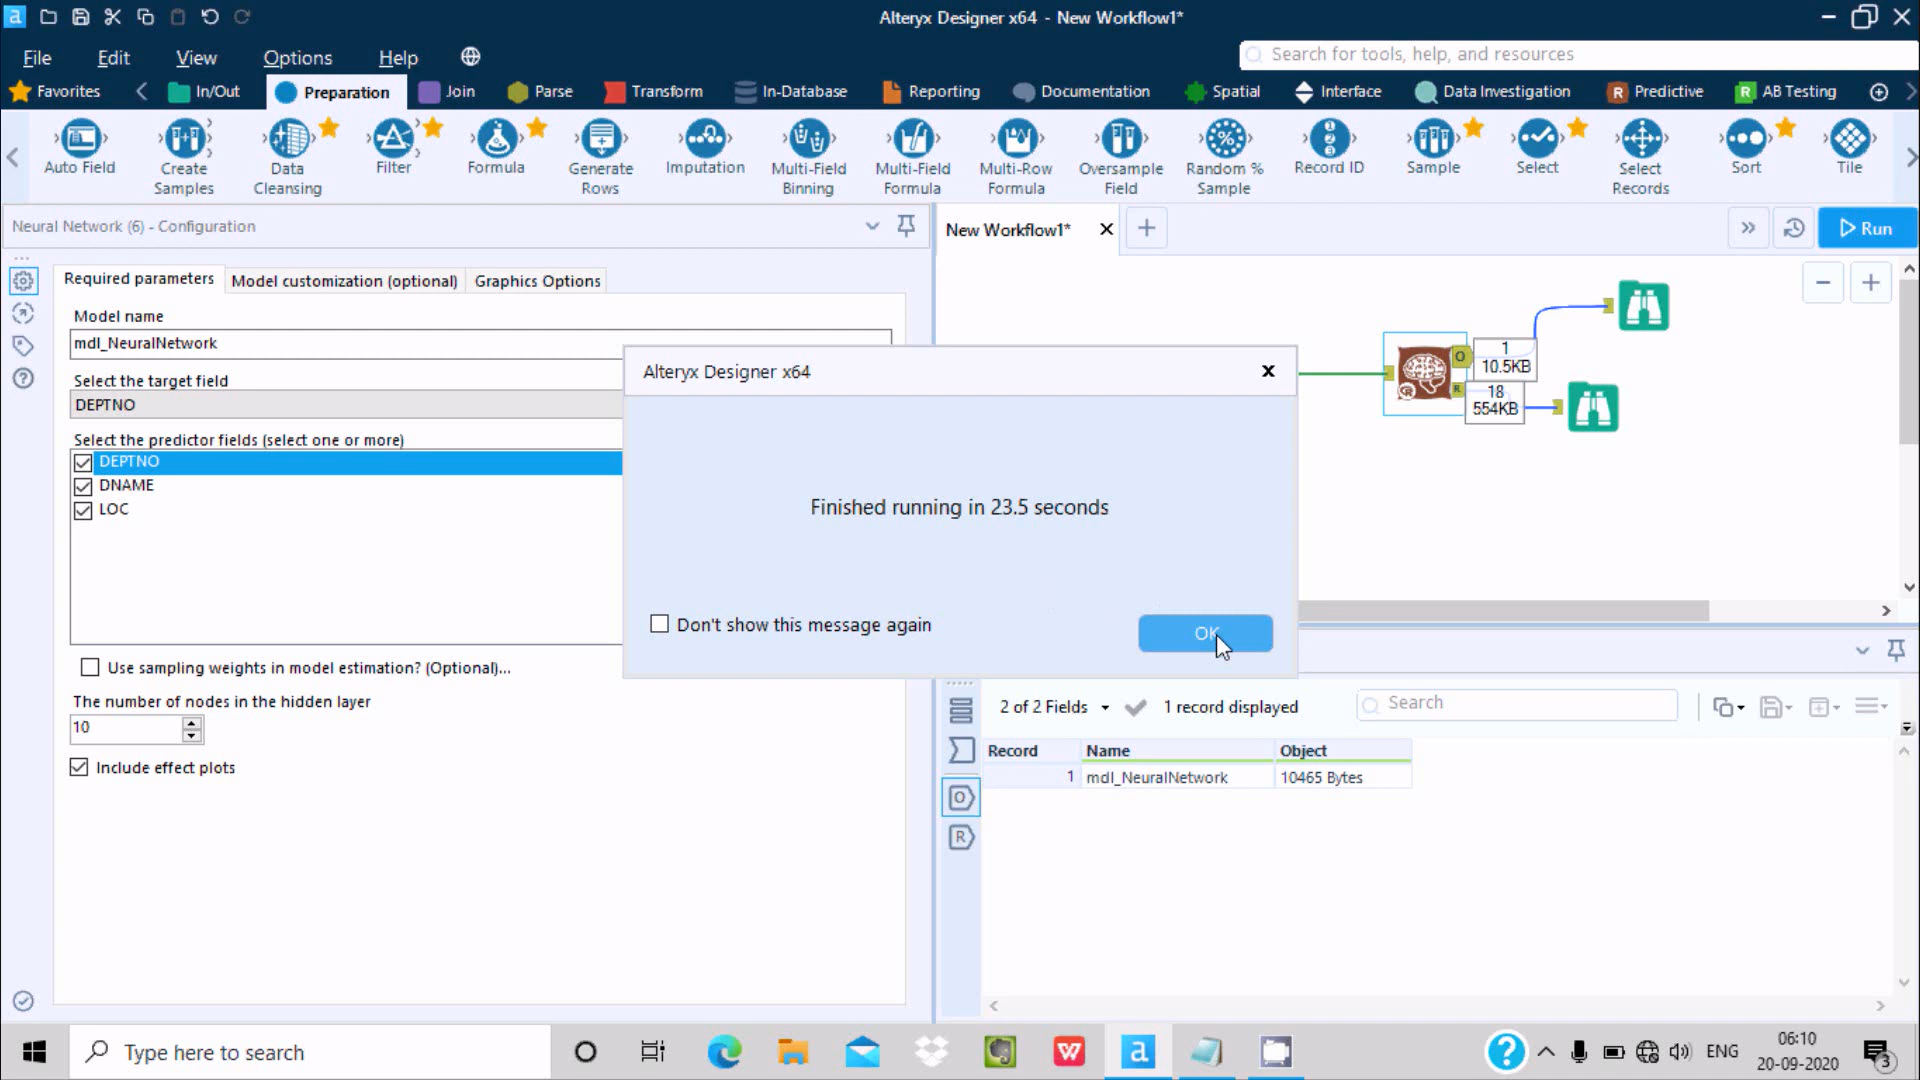 Alteryx Designer x64 - New Workflow1*
File Edit View Options Help
Search for tools, help, and resources
Favorites In/Out Preparation Join Parse Transform In-Database Reporting Documentation Spatial Interface Data Investigation Predictive AB Testing
Auto Field
Create Samples
Data Cleansing
Filter
Formula
Generate Rows
Imputation
Multi-Field Binning
Multi-Field Formula
Multi-Row Formula
Oversample Field
Random % Sample
Record ID
Sample
Select
Select Records
Sort
Tile
Neural Network (6) - Configuration
New Workflow1*
Run
Required parameters Model customization (optional) Graphics Options
Model name
mdl_NeuralNetwork
Select the target field
DEPTNO
Select the predictor fields (select one or more)
DEPTNO
DNAME
LOC
Use sampling weights in model estimation? (Optional)...
The number of nodes in the hidden layer
10
Include effect plots
O
R
1
10.5KB
18
554KB
Alteryx Designer x64
Finished running in 23.5 seconds
Don't show this message again
OK
2 of 2 Fields
1 record displayed
Search
Record Name Object
1 mdl_NeuralNetwork 10465 Bytes
O
R
Type here to search
ENG
06:10
20-09-2020
3